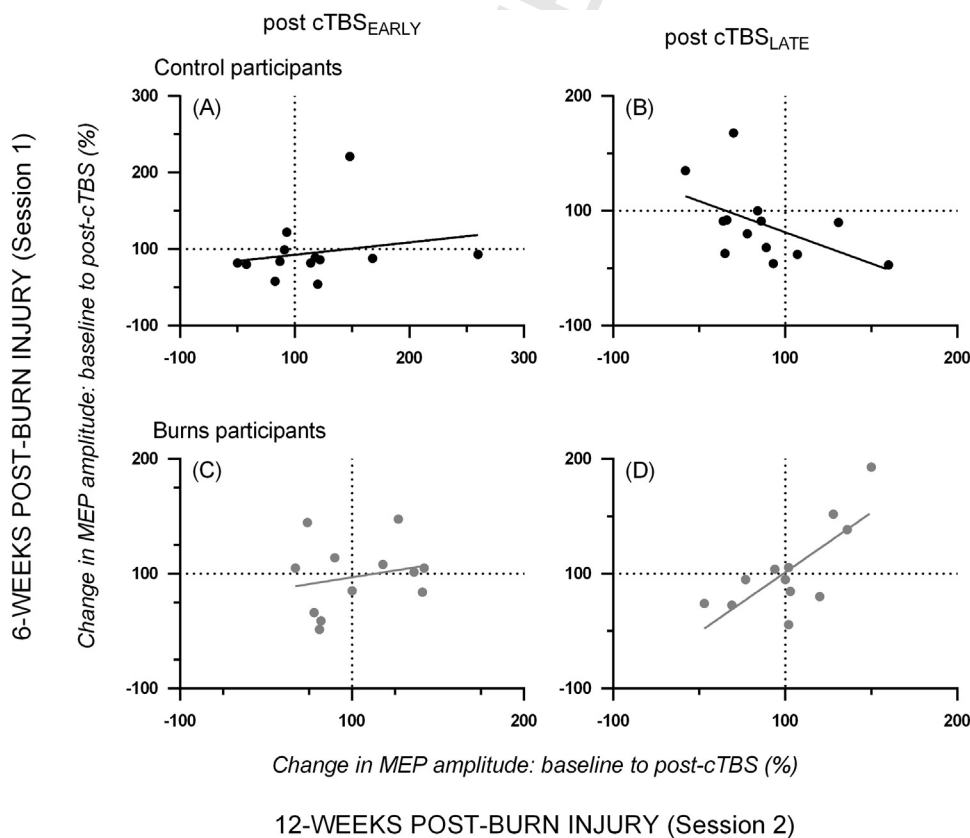 post cTBSEARLY
post cTBSLATE
Control participants
300
(A)
200
100
-100
-100
100
200
300
200
(B)
100
-100
-100
100
200
Burns participants
200
(C)
100
-100
-100
100
200
200
(D)
100
-100
-100
100
200
6-WEEKS POST-BURN INJURY (Session 1)
Change in MEP amplitude: baseline to post-cTBS (%)
Change in MEP amplitude: baseline to post-cTBS (%)
12-WEEKS POST-BURN INJURY (Session 2)